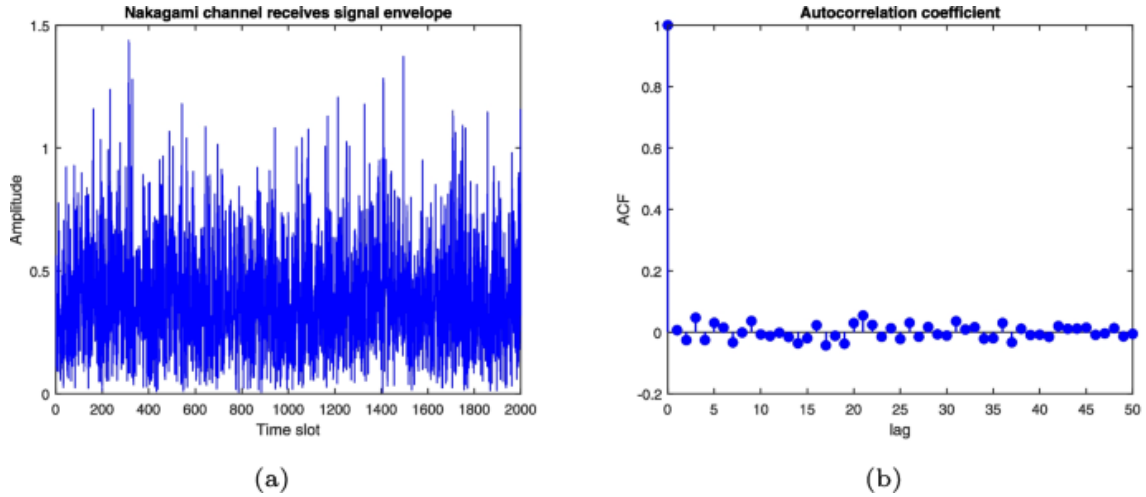 Nakagami channel receives signal envelope
1.5
1
0.5
0
Amplitude
0 200 400 600 800 1000 1200 1400 1600 1800 2000
Time slot
(a)
Autocorrelation coefficient
1
0.8
0.6
0.4
0.2
0
-0.2
ACF
0 5 10 15 20 25 30 35 40 45 50
lag
(b)